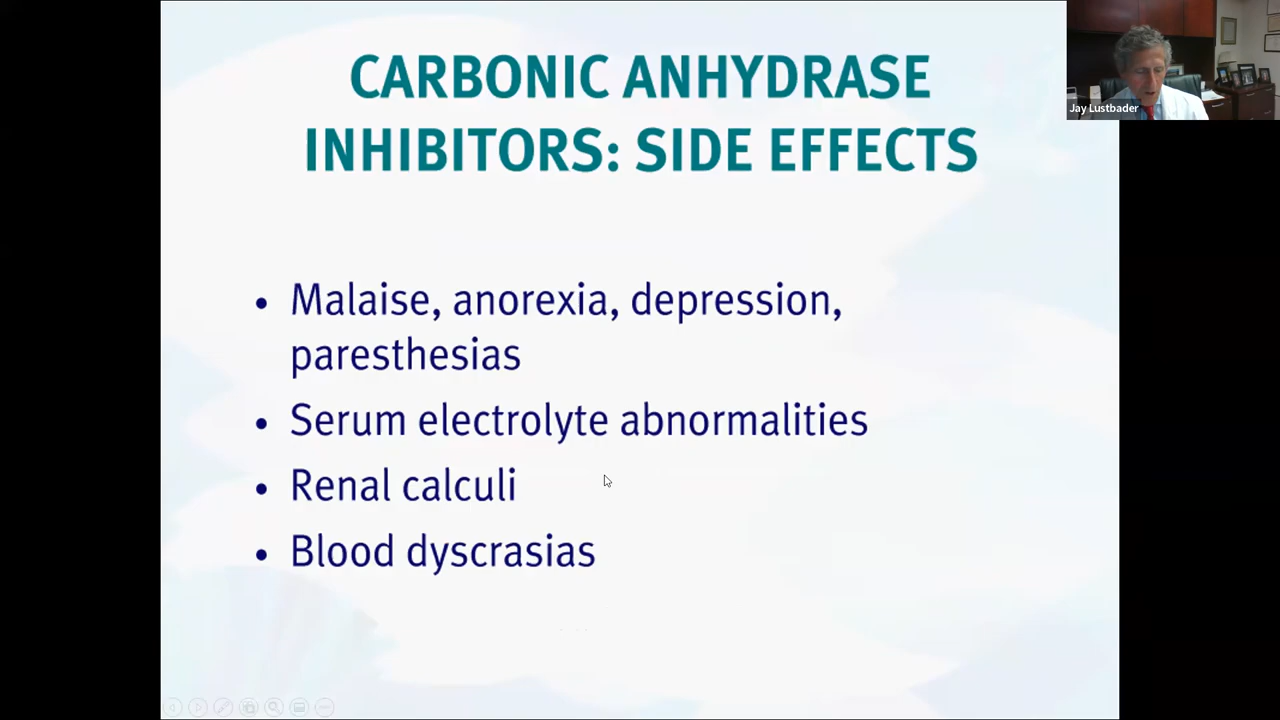 CARBONIC ANHYDRASE
INHIBITORS: SIDE EFFECTS
Jay Lustbader
• Malaise, anorexia, depression,
paresthesias
• Serum electrolyte abnormalities
• Renal calculi
• Blood dyscrasias